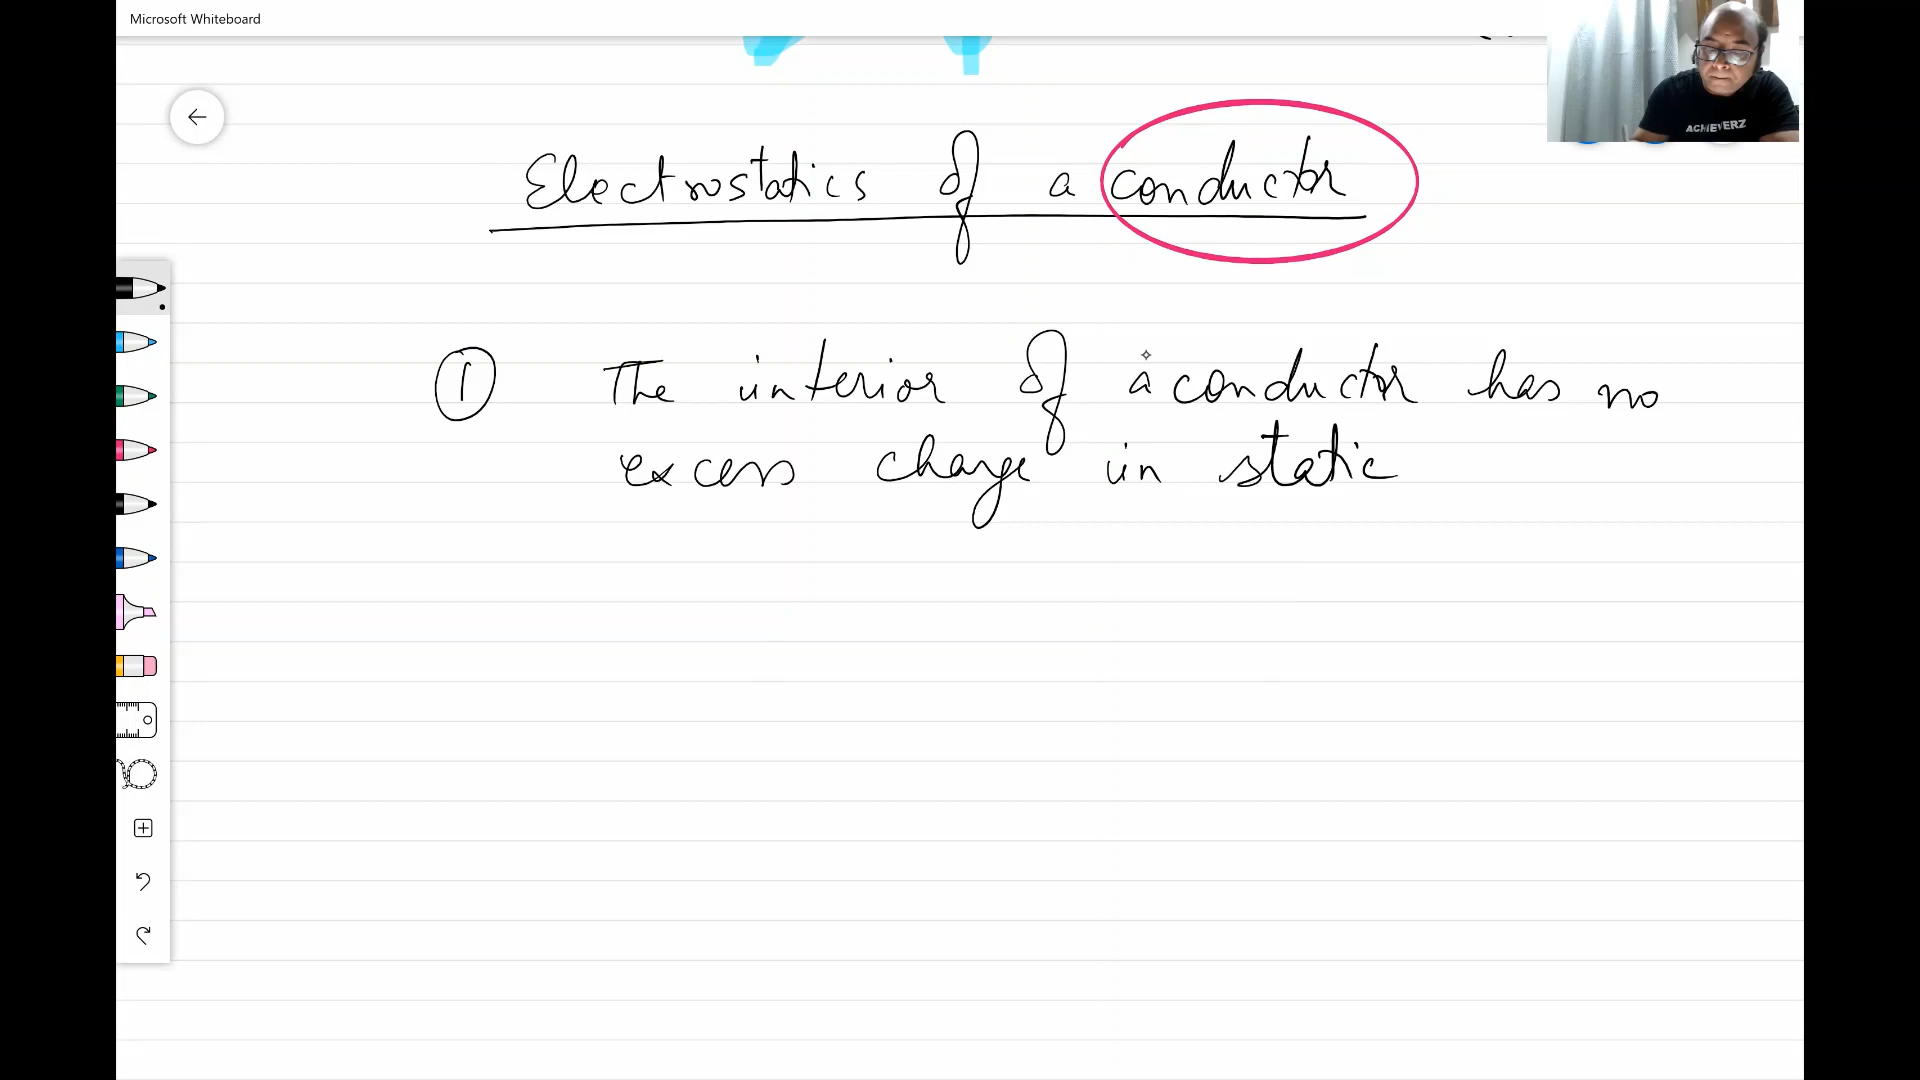 Microsoft Whiteboard
ACHIEVERZ
Electrostatics of a conductor
① The interior of a conductor has no
excess charge in static